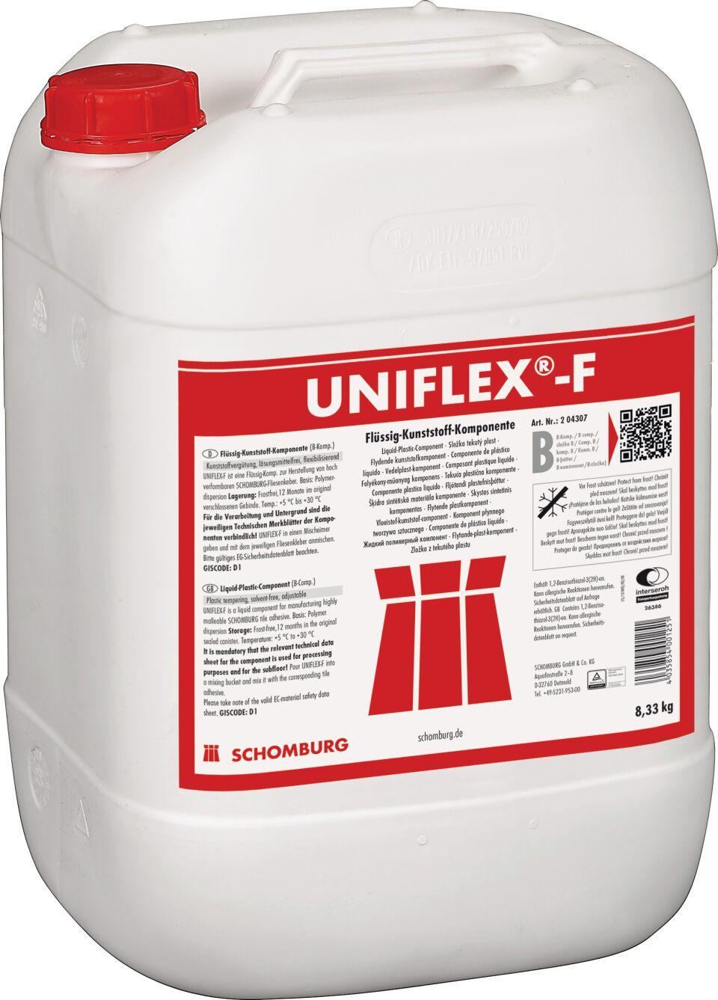 UNIFLEX®-F
D Flüssig-Kunststoff-Komponente (B-Komp.)
Kunststoffvergütung, lösungsmittelfrei, flexibilisierend
UNIFLEX-F ist eine Flüssig-Komp. zur Herstellung von hoch
verformbaren SCHOMBURG-Fliesenkeber. Basis: Polymer-
dispersion Lagerung: Frostfrei,12 Monate im original
verschlossenen Gebinde. Temp.: +5 °C bis +30 °C
Für die Verarbeitung und Untergrund sind die
jeweiligen Technischen Merkblätter der Kompo-
nenten verbindlich! UNIFLEX-F in einen Mischeimer
geben und mit dem jeweiligen Fliesenkleber anmischen.
Bitte gültiges EG-Sicherheitsdatenblatt beachten.
GISCODE: D1
GB Liquid-Plastic-Component (B-Comp.)
Plastic tempering, solvent-free, adjustable
UNIFLEX-F is a liquid component for manufacturing highly
malleable SCHOMBURG tile adhesive. Basis: Polymer
dispersion Storage: Frost-free,12 months in the original
sealed canister. Temperature: +5 °C to +30 °C
It is mandatory that the relevant technical data
sheet for the component is used for processing
purposes and for the subfloor! Pour UNIFLEX-F into
a mixing bucket and mix it with the corresponding tile
adhesive.
Please take note of the valid EC-material safety data
sheet. GISCODE: D1
SCHOMBURG
Flüssig-Kunststoff-Komponente
Liquid-Plastic-Component · Složka tekutý plast ·
Flydende kunststofkomponent · Componente de plástico
líquido · Vedelplast-komponent · Composant plastique liquide ·
Folyékony-műanyag komponens · Tekuća plastična komponenta ·
Componente plastica liquido · Fljótandi plastefnisþáttur ·
Šķidra sintētiskā materiāla komponente · Skystas sintetinis
komponentas · Flytende plastkomponent ·
Vloeistof-kunststof-component · Komponent płynnego
tworzywa sztucznego · Componente de plástico líquido ·
Жидкий полимерный компонент · Flytande-plast-komponent ·
Zložka z tekutého plastu
schomburg.de
Art. Nr.: 2 04307
B
B-Komp. / B comp. /
složka B / Comp. B /
komp. B / Комп. B /
B-þáttur /
B-компонент /B-zložka)
Vor Frost schützen! Protect from frost! Chránit
před mrazem! Skal beskyttes mod frost!
¡Protéjase de las heladas! Kaitske külmumise eest!
Protéger contre le gel! Zaštitite od smrzavanja!
Fagyveszélytől óvni kell! Proteggere dal gelo! Verjið
gegn frosti! Apsaugokite nuo šalčio! Skal beskyttes mod frost!
Beskytt mot frost! Beschermen tegen vorst! Chronić przed mrozem !
Proteger da geada! Предохранять от воздействия мороза!
Skyddas mot frost! Chrániť pred mrazem!
Enthält 1,2-Benzisothiazol-3(2H)-on.
Kann allergische Reaktionen hervorrufen.
Sicherheitsdatenblatt auf Anfrage
erhältlich. GB Contains 1,2-Benziso-
thiazol-3(2H)-on. Kann allergische
Reaktionen hervorrufen. Sicherheits-
datenblatt on request.
interseroh
Transportverpackung
26386
SCHOMBURG GmbH & Co. KG
Aquafinstraße 2–8
D-32760 Detmold
Tel. +49-5231-953-00
4 035854 001251
8,33 kg